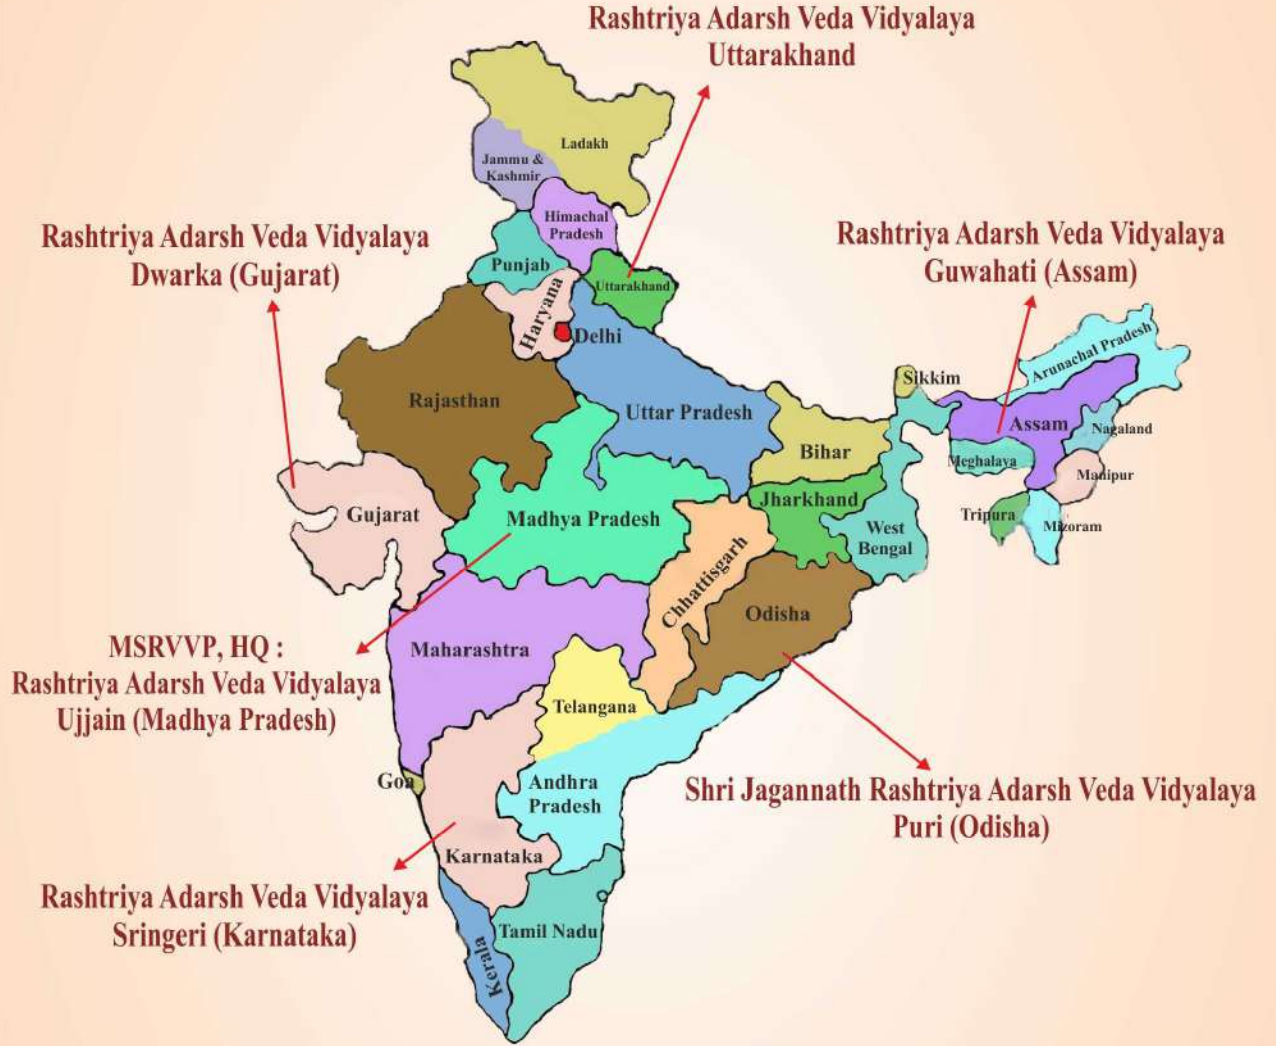 Rashtriya Adarsh Veda Vidyalaya
Uttarakhand
Ladakh
Jammu &
Kashmir
Himachal
Pradesh
Rashtriya Adarsh Veda Vidyalaya
Dwarka (Gujarat)
Rashtriya Adarsh Veda Vidyalaya
Guwahati (Assam)
Punjab
Uttarakhand
Haryana
Delhi
Arunachal Pradesh
Sikkim
Rajasthan
Uttar Pradesh
Assam
Nagaland
Bihar
Meghalaya
Manipur
Jharkhand
Gujarat
Madhya Pradesh
Tripura
Mizoram
West
Bengal
Chhattisgarh
Odisha
MSRVVP, HQ :
Rashtriya Adarsh Veda Vidyalaya
Ujjain (Madhya Pradesh)
Maharashtra
Telangana
Goa
Andhra
Pradesh
Shri Jagannath Rashtriya Adarsh Veda Vidyalaya
Puri (Odisha)
Karnataka
Rashtriya Adarsh Veda Vidyalaya
Sringeri (Karnataka)
Tamil Nadu
Kerala